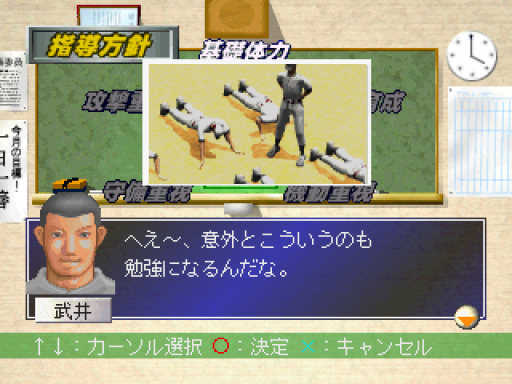 指導方針
基礎体力
攻撃重
育成
守備重視
機動重視
今月の目標!
一日一善
へえ〜、意外とこういうのも
勉強になるんだな。
武井
↑↓:カーソル選択 ○:決定 ×:キャンセル